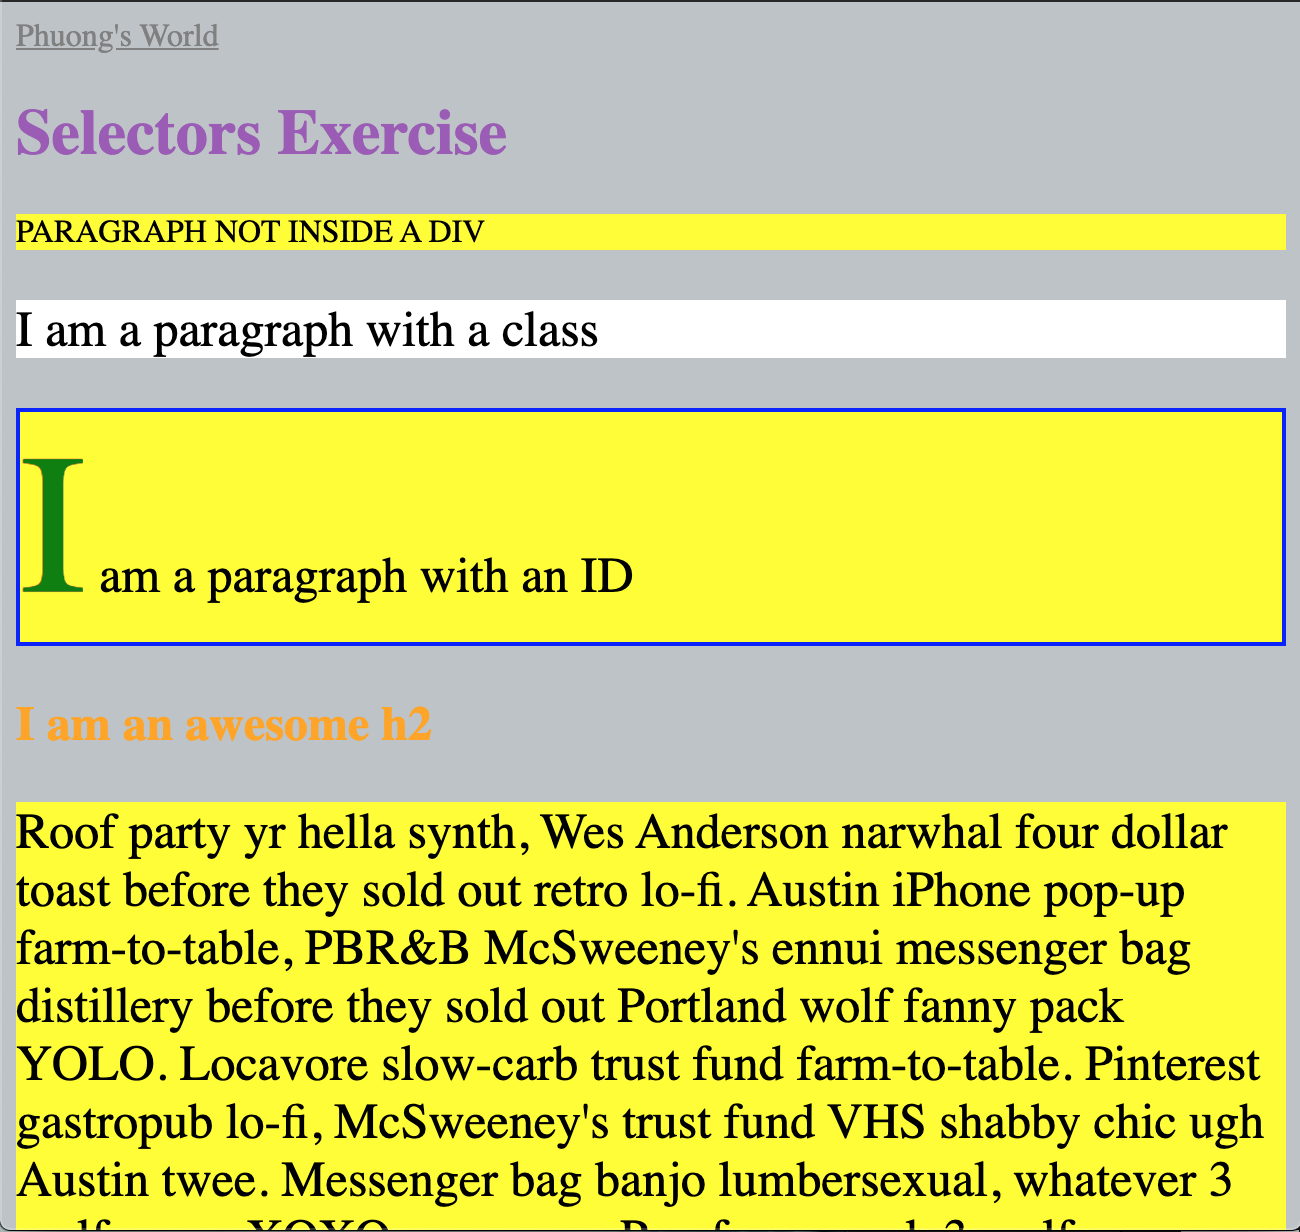 Phuong's World
Selectors Exercise
PARAGRAPH NOT INSIDE A DIV
I am a paragraph with a class
I am a paragraph with an ID
I am an awesome h2
Roof party yr hella synth, Wes Anderson narwhal four dollar
toast before they sold out retro lo-fi. Austin iPhone pop-up
farm-to-table, PBR&B McSweeney's ennui messenger bag
distillery before they sold out Portland wolf fanny pack
YOLO. Locavore slow-carb trust fund farm-to-table. Pinterest
gastropub lo-fi, McSweeney's trust fund VHS shabby chic ugh
Austin twee. Messenger bag banjo lumbersexual, whatever 3